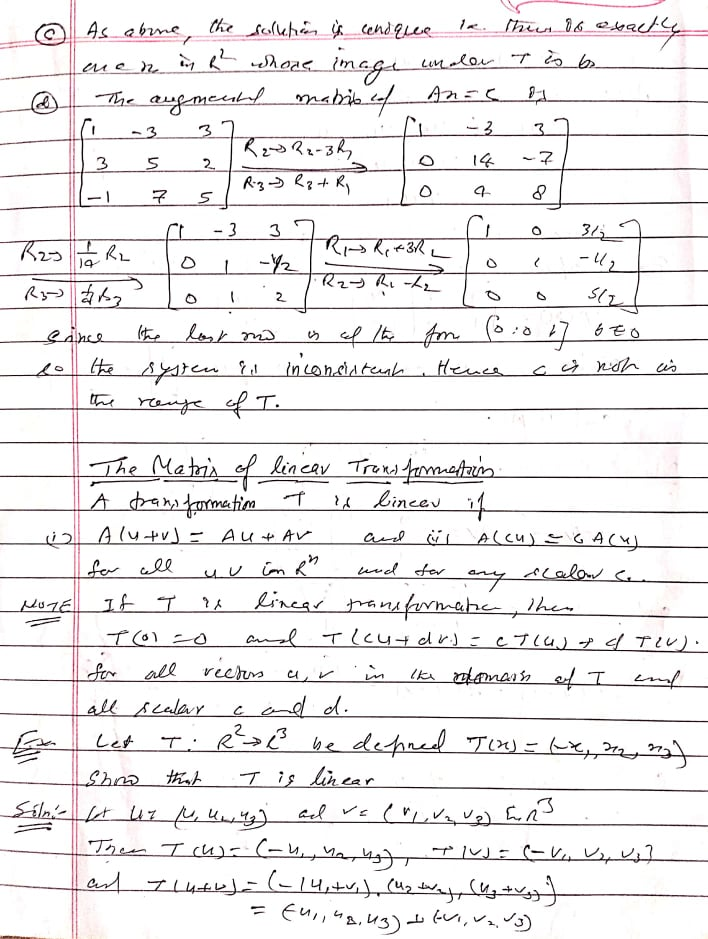 (c) As above, the solution is unique i.e. there is exactly
one x in R² whose image under T is b.
(d) The augmented matrix of Ax = c is
[1 -3 3
3 5 2
-1 7 5] R2→R2-3R1 R3→R3+R1 [1 -3 3
0 14 -7
0 4 8]
R2→1/14 R2 R3→1/4 R3 [1 -3 3
0 1 -1/2
0 1 2] R1→R1+3R2 R2→R1-R2 [1 0 3/2
0 1 -1/2
0 0 5/2]
Since the last row is of the form [0 : 0 b] b≠0
so the system is inconsistent. Hence c is not in
the range of T.
The Matrix of linear Transformation
A transformation T is linear if
(i) A(u+v) = Au + Av and (ii) A(cu) = c A(u)
for all u v in Rⁿ and for any scalar c.
NOTE If T is linear transformation, then
T(0) = 0 and T(cu+dv) = cT(u) + dT(v).
for all vectors u, v in the domain of T and
all scalar c and d.
Exa Let T: R²→R³ be defined T(x) = (-x1, x2, x3)
Show that T is linear
Soln:- Let u = (u1, u2, u3) and v = (v1, v2, v3) in R³
Then T(u) = (-u1, u2, u3), T(v) = (-v1, v2, v3)
and T(u+v) = (-(u1+v1), (u2+v2), (u3+v3))
= (-u1, u2, u3) + (-v1, v2, v3)